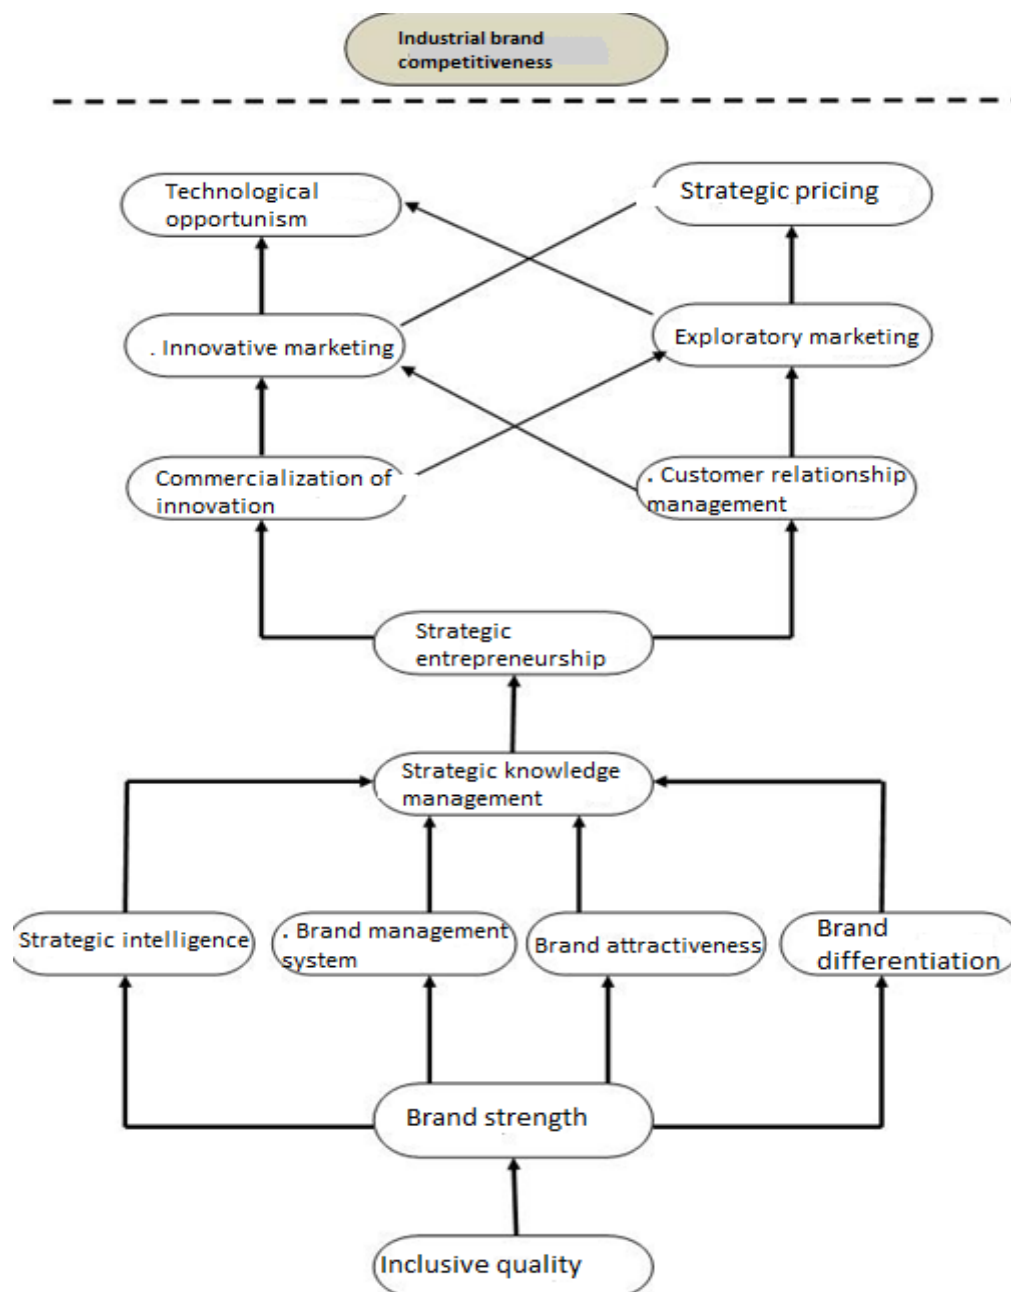 Industrial brand
competitiveness
Technological
opportunism
Strategic pricing
. Innovative marketing
Exploratory marketing
Commercialization of
innovation
. Customer relationship
management
Strategic
entrepreneurship
Strategic knowledge
management
Strategic intelligence
. Brand management
system
Brand attractiveness
Brand
differentiation
Brand strength
Inclusive quality